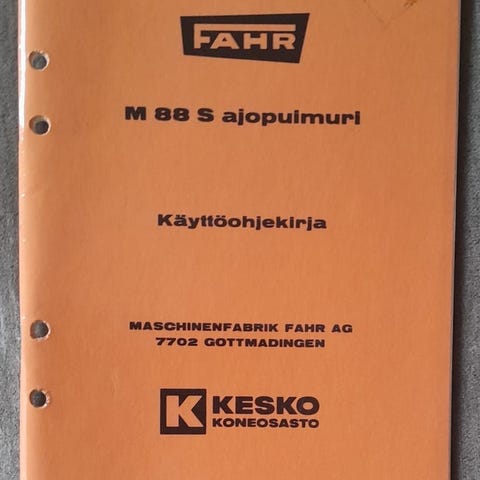 FAHR
M 88 S ajopuimuri
Käyttöohjekirja
MASCHINENFABRIK FAHR AG
7702 GOTTMADINGEN
K KESKO
KONEOSASTO